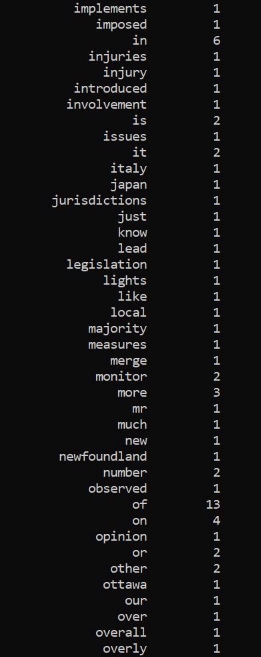 implements 1
imposed 1
in 6
injuries 1
injury 1
introduced 1
involvement 1
is 2
issues 1
it 2
italy 1
japan 1
jurisdictions 1
just 1
know 1
lead 1
legislation 1
lights 1
like 1
local 1
majority 1
measures 1
merge 1
monitor 2
more 3
mr 1
much 1
new 1
newfoundland 1
number 2
observed 1
of 13
on 4
opinion 1
or 2
other 2
ottawa 1
our 1
over 1
overall 1
overly 1